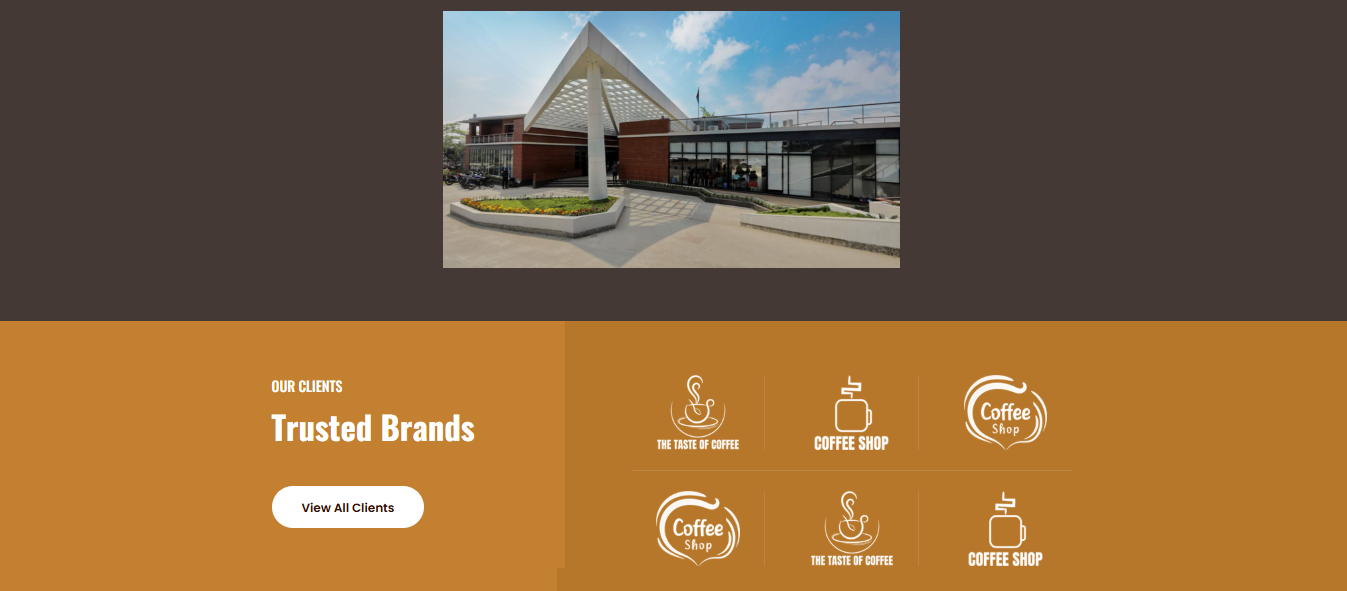 OUR CLIENTS
Trusted Brands
View All Clients
THE TASTE OF COFFEE
COFFEE SHOP
Coffee
Shop
Coffee
Shop
THE TASTE OF COFFEE
COFFEE SHOP